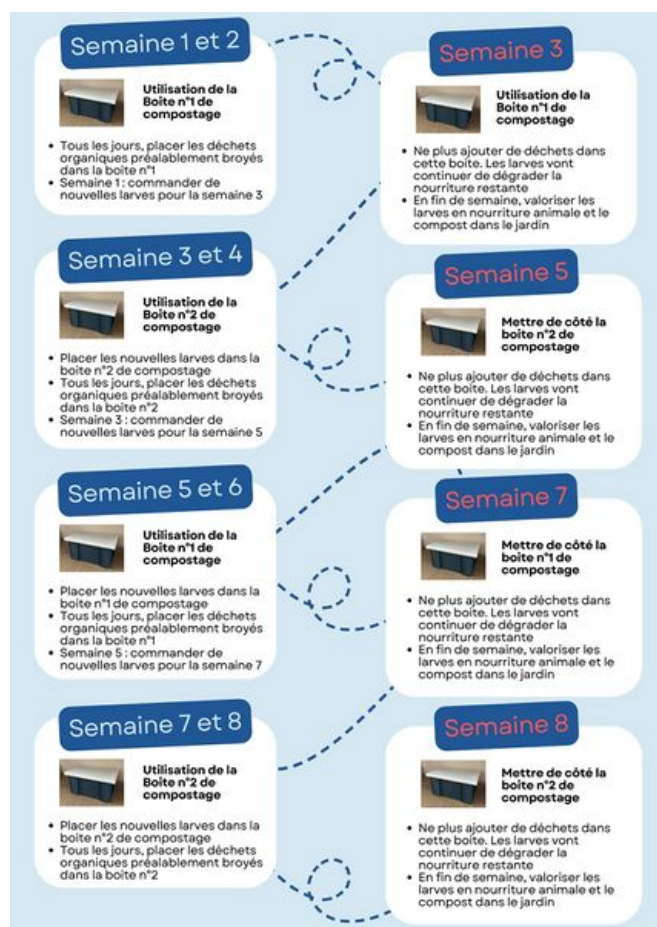 Semaine 1 et 2
Utilisation de la
Boite n°1 de
compostage
• Tous les jours, placer les déchets
organiques préalablement broyés
dans la boite n°1
• Semaine 1 : commander de
nouvelles larves pour la semaine 3
Semaine 3
Utilisation de la
Boite n°1 de
compostage
• Ne plus ajouter de déchets dans
cette boite. Les larves vont
continuer de dégrader la
nourriture restante
• En fin de semaine, valoriser les
larves en nourriture animale et le
compost dans le jardin
Semaine 3 et 4
Utilisation de la
Boite n°2 de
compostage
• Placer les nouvelles larves dans la
boite n°2 de compostage
• Tous les jours, placer les déchets
organiques préalablement broyés
dans la boite n°2
• Semaine 3 : commander de
nouvelles larves pour la semaine 5
Semaine 5
Mettre de côté la
boite n°2 de
compostage
• Ne plus ajouter de déchets dans
cette boite. Les larves vont
continuer de dégrader la
nourriture restante
• En fin de semaine, valoriser les
larves en nourriture animale et le
compost dans le jardin
Semaine 5 et 6
Utilisation de la
Boite n°1 de
compostage
• Placer les nouvelles larves dans la
boite n°1 de compostage
• Tous les jours, placer les déchets
organiques préalablement broyés
dans la boite n°1
• Semaine 5 : commander de
nouvelles larves pour la semaine 7
Semaine 7
Mettre de côté la
boite n°1 de
compostage
• Ne plus ajouter de déchets dans
cette boite. Les larves vont
continuer de dégrader la
nourriture restante
• En fin de semaine, valoriser les
larves en nourriture animale et le
compost dans le jardin
Semaine 7 et 8
Utilisation de la
Boite n°2 de
compostage
• Placer les nouvelles larves dans la
boite n°2 de compostage
• Tous les jours, placer les déchets
organiques préalablement broyés
dans la boite n°2
Semaine 8
Mettre de côté la
boite n°2 de
compostage
• Ne plus ajouter de déchets dans
cette boite. Les larves vont
continuer de dégrader la
nourriture restante
• En fin de semaine, valoriser les
larves en nourriture animale et le
compost dans le jardin